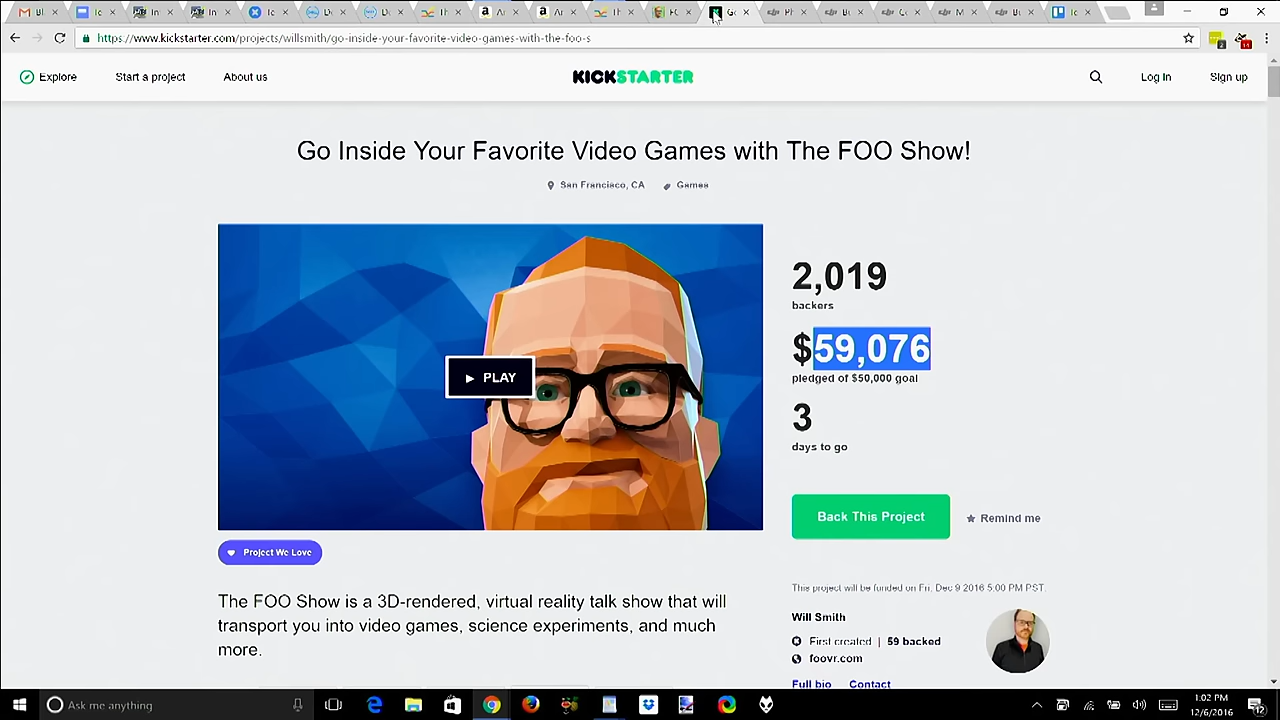 https://www.kickstarter.com/projects/willsmith/go-inside-your-favorite-video-games-with-the-foo-s
Explore
Start a project
About us
KICKSTARTER
Log in
Sign up
Go Inside Your Favorite Video Games with The FOO Show!
San Francisco, CA
Games
2,019
backers
$59,076
pledged of $50,000 goal
PLAY
3
days to go
Back This Project
Remind me
Project We Love
This project will be funded on Fri, Dec 9 2016 5:00 PM PST.
The FOO Show is a 3D-rendered, virtual reality talk show that will
transport you into video games, science experiments, and much
more.
Will Smith
First created | 59 backed
foovr.com
Full bio
Contact
Ask me anything
1:02 PM
12/6/2016